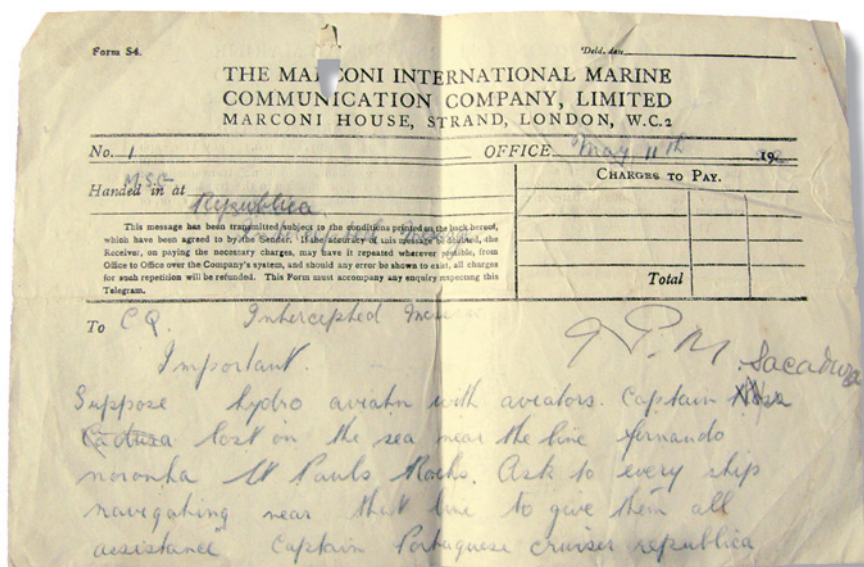 Form S4.
Deld. date
THE MARCONI INTERNATIONAL MARINE
COMMUNICATION COMPANY, LIMITED
MARCONI HOUSE, STRAND, LONDON, W.C.2
No. 1 OFFICE May 11th 19
Handed in at
Republica
CHARGES TO PAY.
This message has been transmitted subject to the conditions printed on the back hereof,
which have been agreed to by the Sender. If the accuracy of this message be doubted, the
Receiver, on paying the necessary charges, may have it repeated wherever possible, from
Office to Office over the Company's system, and should any error be shown to exist, all charges
for such repetition will be refunded. This Form must accompany any enquiry respecting this
Telegram.
Total
To CQ. Intercepted
Important.
Sacadura
Suppose hydro aviatn with aviators. Captain
lost on the sea near the line fernando
noronha St Pauls Rocks. Ask to every ship
navigating near that line to give them all
assistance" Captain Portuguese cruiser republica